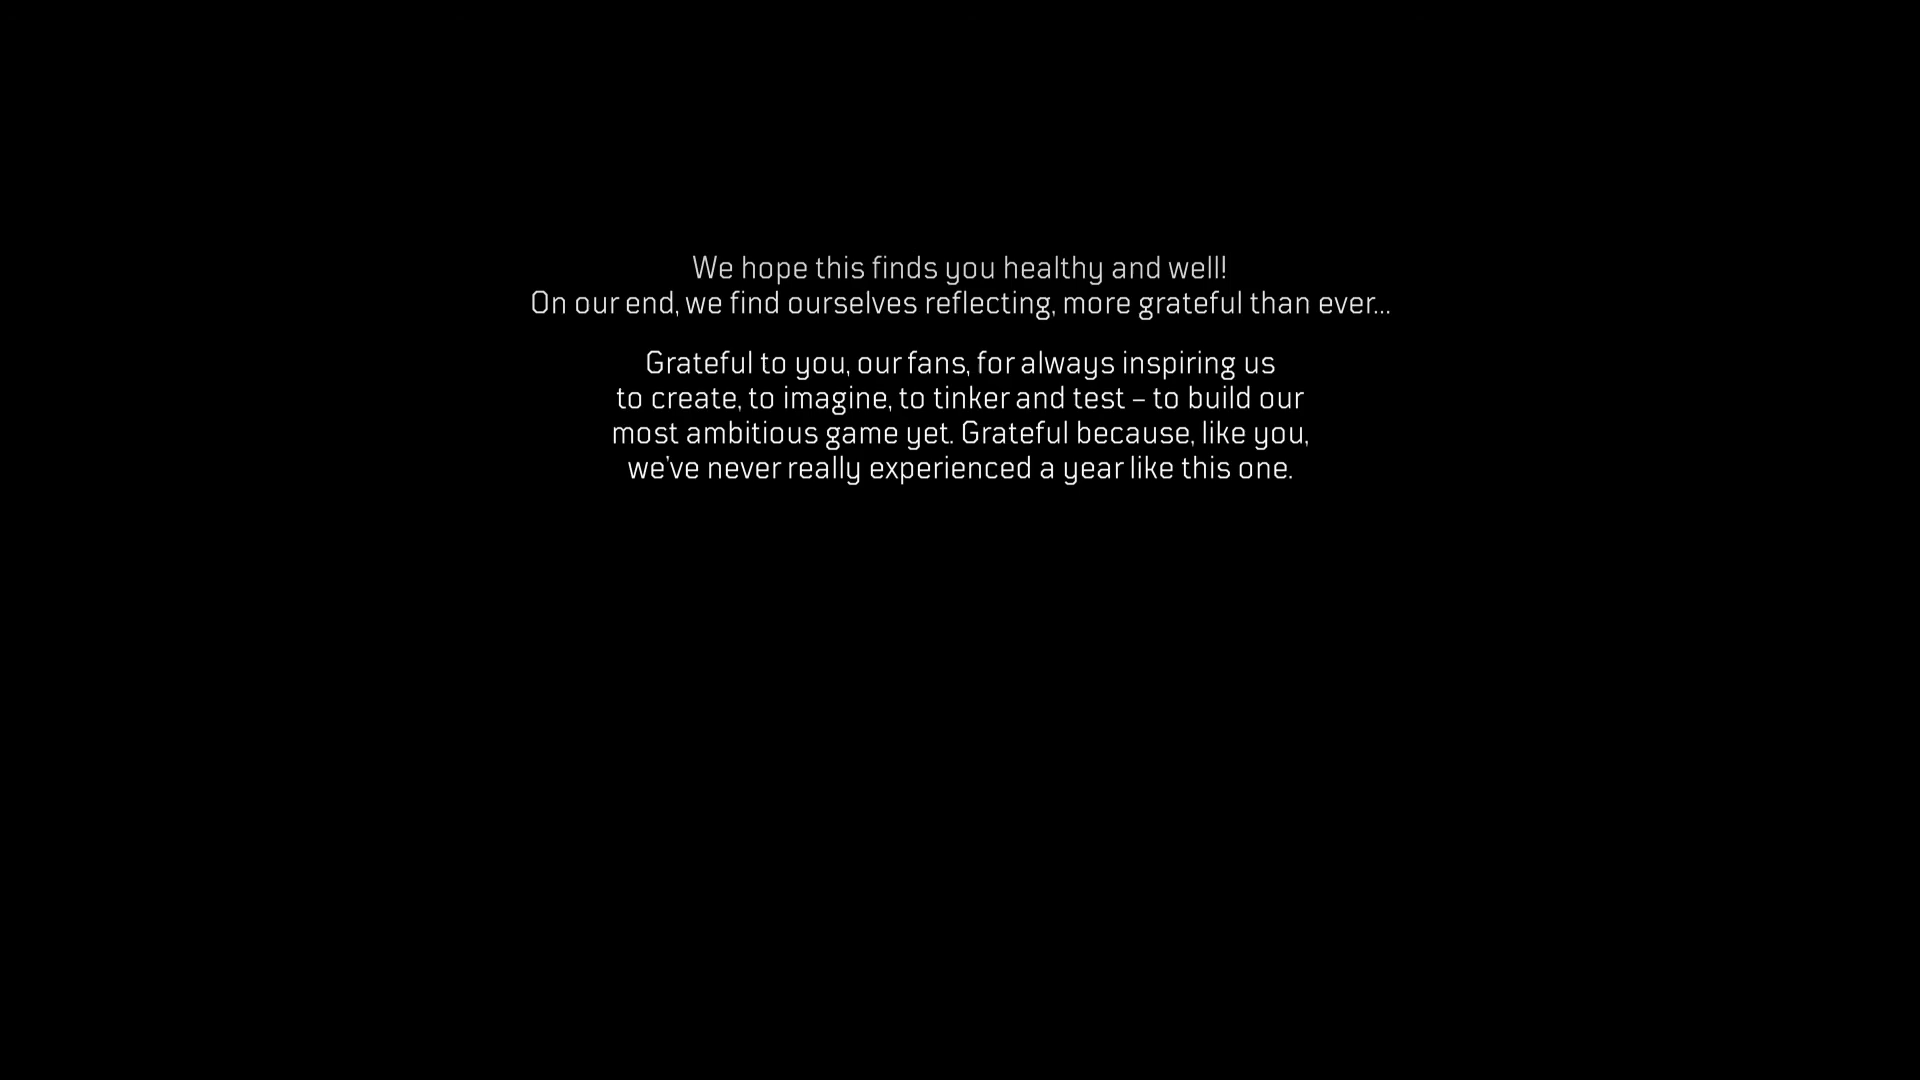 We hope this finds you healthy and well!
On our end, we find ourselves reflecting, more grateful than ever...
Grateful to you, our fans, for always inspiring us
to create, to imagine, to tinker and test – to build our
most ambitious game yet. Grateful because, like you,
we've never really experienced a year like this one.